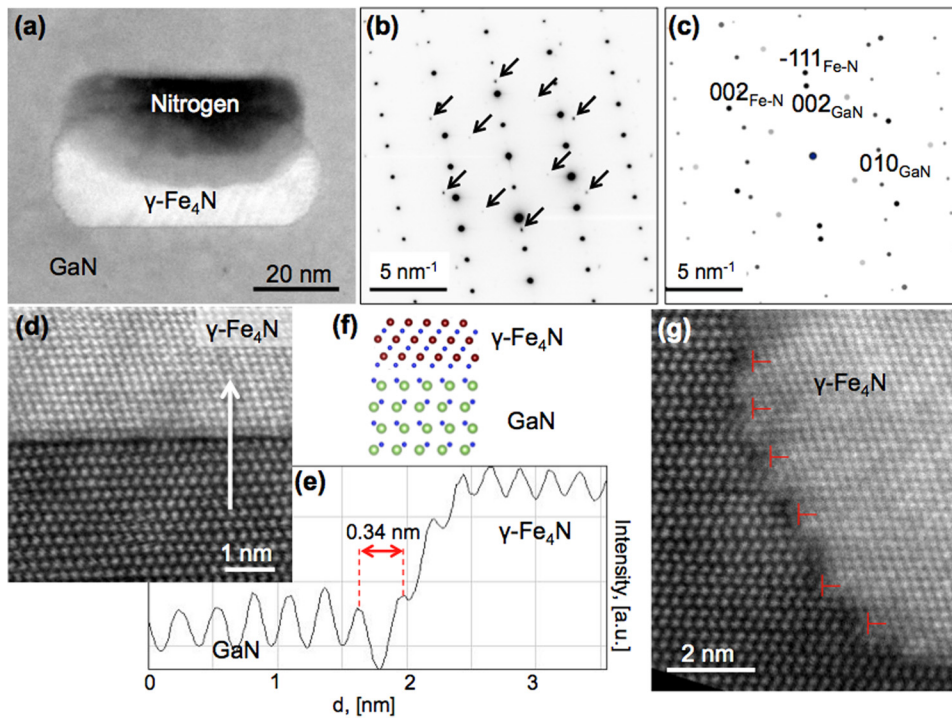 (a)
Nitrogen
γ-Fe₄N
GaN
20 nm
(b)
5 nm⁻¹
(c)
-111Fe-N
002Fe-N
002GaN
010GaN
5 nm⁻¹
(d)
γ-Fe₄N
1 nm
(f)
γ-Fe₄N
GaN
(e)
0.34 nm
γ-Fe₄N
GaN
Intensity, [a.u.]
0 1 2 3
d, [nm]
(g)
γ-Fe₄N
2 nm